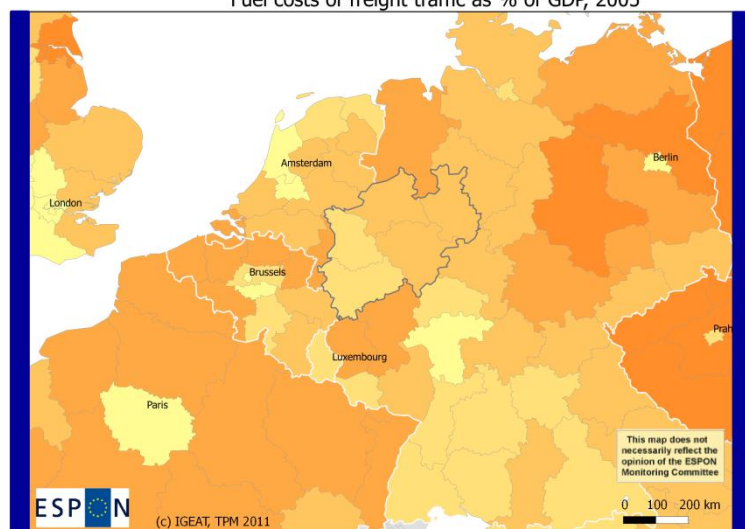 Fuel costs of freight traffic as % of GDP, 2005
Amsterdam
Berlin
London
Brussels
Prah
Luxembourg
Paris
This map does not
necessarily reflect the
opinion of the ESPON
Monitoring Committee
ESPON
(c) IGEAT, TPM 2011
0 100 200 km